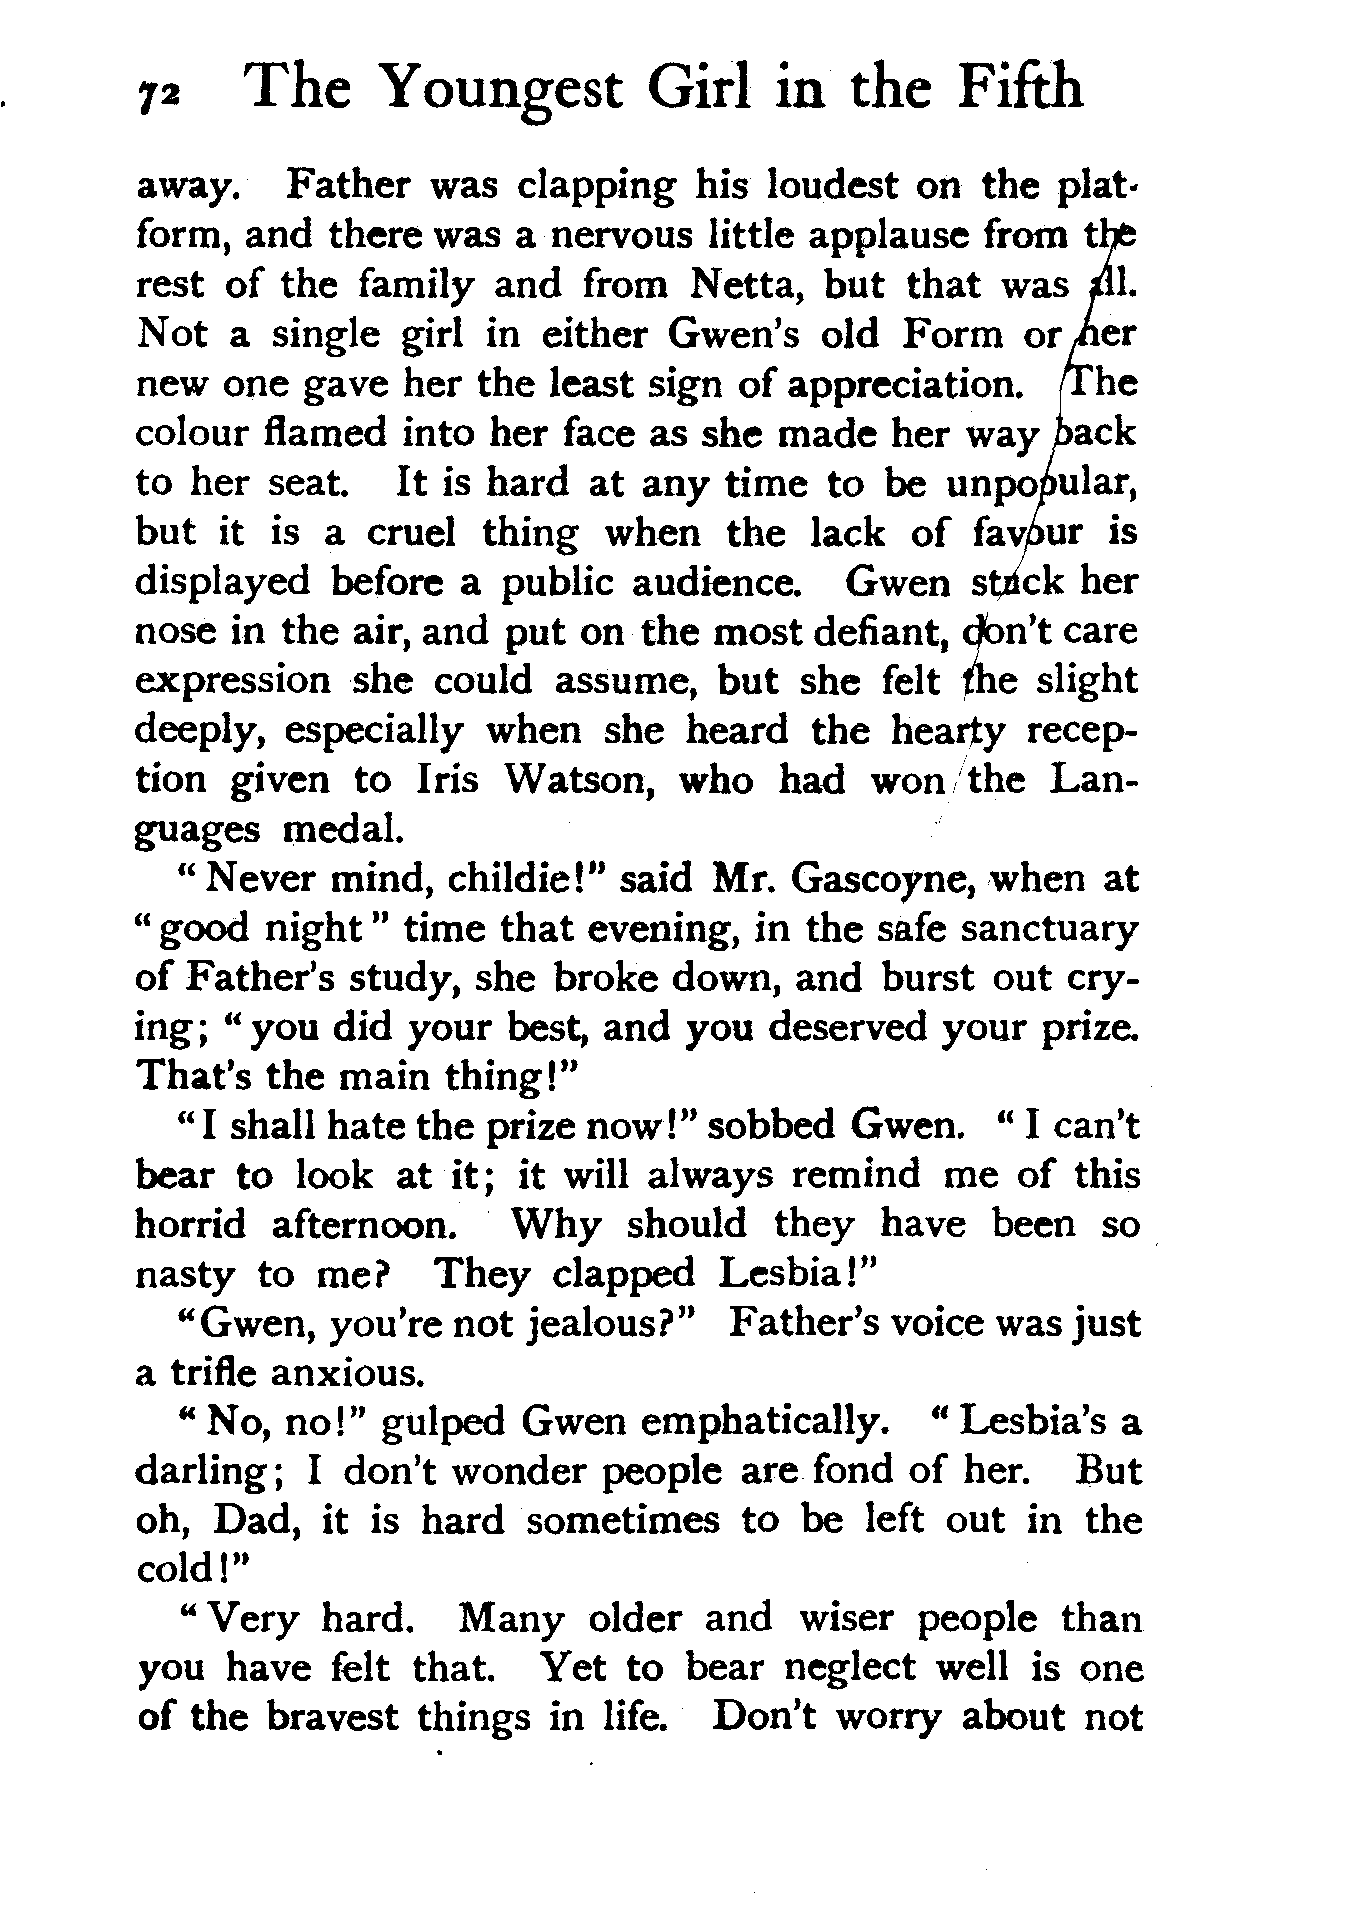 72 The Youngest Girl in the Fifth
away. Father was clapping his loudest on the plat-
form, and there was a nervous little applause from the
rest of the family and from Netta, but that was all.
Not a single girl in either Gwen's old Form or her
new one gave her the least sign of appreciation. The
colour flamed into her face as she made her way back
to her seat. It is hard at any time to be unpopular,
but it is a cruel thing when the lack of favour is
displayed before a public audience. Gwen stuck her
nose in the air, and put on the most defiant, don't care
expression she could assume, but she felt the slight
deeply, especially when she heard the hearty recep-
tion given to Iris Watson, who had won the Lan-
guages medal.
"Never mind, childie!" said Mr. Gascoyne, when at
"good night" time that evening, in the safe sanctuary
of Father's study, she broke down, and burst out cry-
ing; "you did your best, and you deserved your prize.
That's the main thing!"
"I shall hate the prize now!" sobbed Gwen. "I can't
bear to look at it; it will always remind me of this
horrid afternoon. Why should they have been so
nasty to me? They clapped Lesbia!"
"Gwen, you're not jealous?" Father's voice was just
a trifle anxious.
"No, no!" gulped Gwen emphatically. "Lesbia's a
darling; I don't wonder people are fond of her. But
oh, Dad, it is hard sometimes to be left out in the
cold!"
"Very hard. Many older and wiser people than
you have felt that. Yet to bear neglect well is one
of the bravest things in life. Don't worry about not